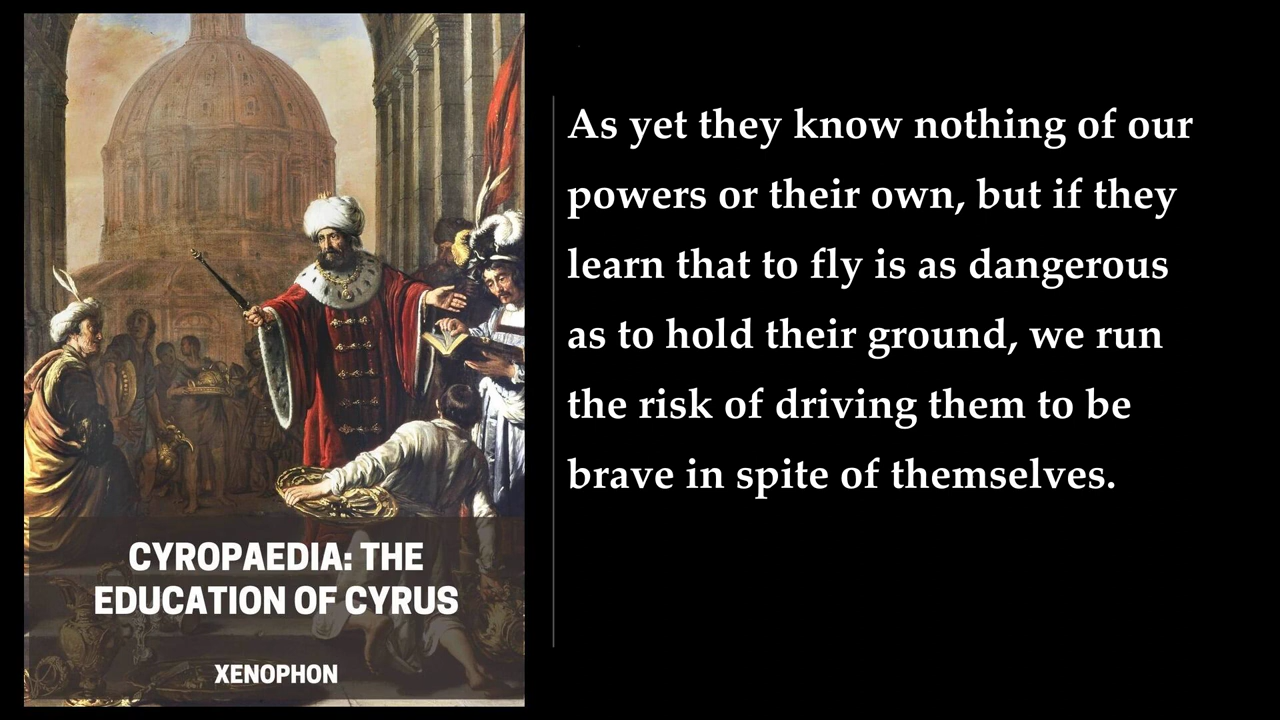 CYROPAEDIA: THE
EDUCATION OF CYRUS
XENOPHON
As yet they know nothing of our
powers or their own, but if they
learn that to fly is as dangerous
as to hold their ground, we run
the risk of driving them to be
brave in spite of themselves.